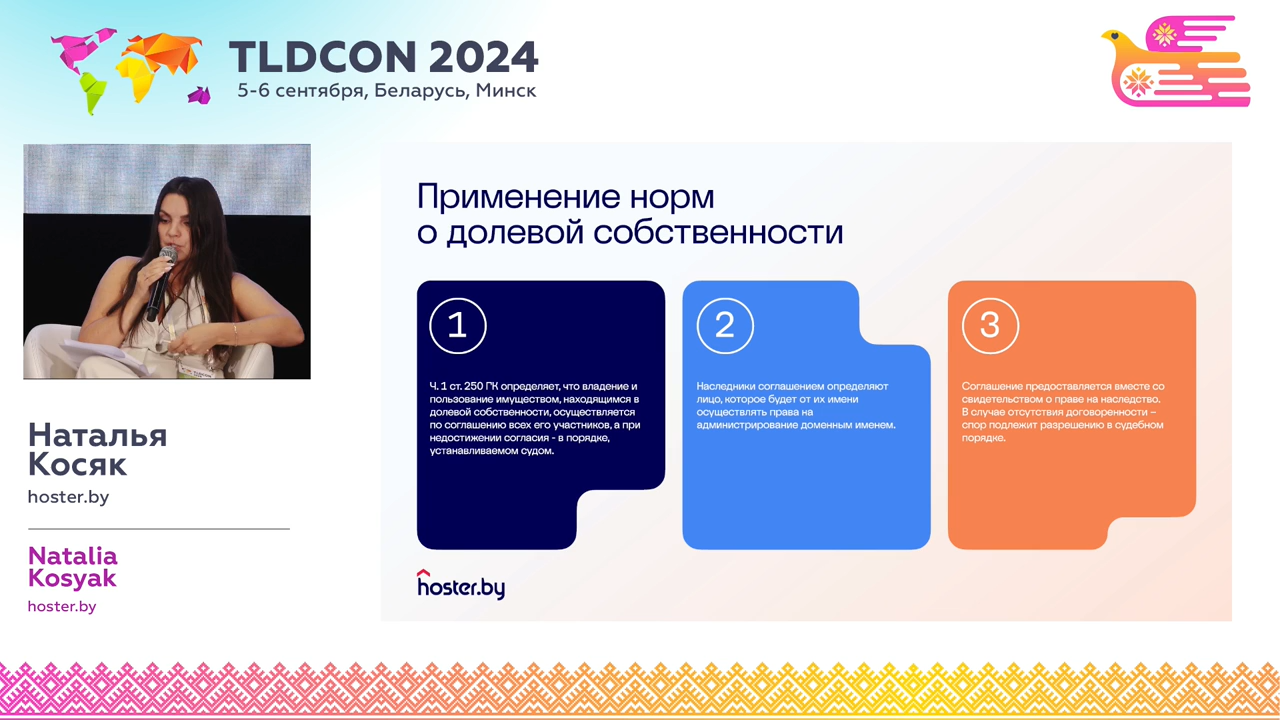 TLDCON 2024
5-6 сентября, Беларусь, Минск
Наталья
Косяк
hoster.by
Natalia
Kosyak
hoster.by
Применение норм
о долевой собственности
1
Ч. 1 ст. 250 ГК определяет, что владение и
пользование имуществом, находящимся в
долевой собственности, осуществляется
по соглашению всех его участников, а при
недостижении согласия - в порядке,
устанавливаемом судом.
2
Наследники соглашением определяют
лицо, которое будет от их имени
осуществлять права на
администрирование доменным именем.
3
Соглашение предоставляется вместе со
свидетельством о праве на наследство.
В случае отсутствия договоренности –
спор подлежит разрешению в судебном
порядке.
hoster.by